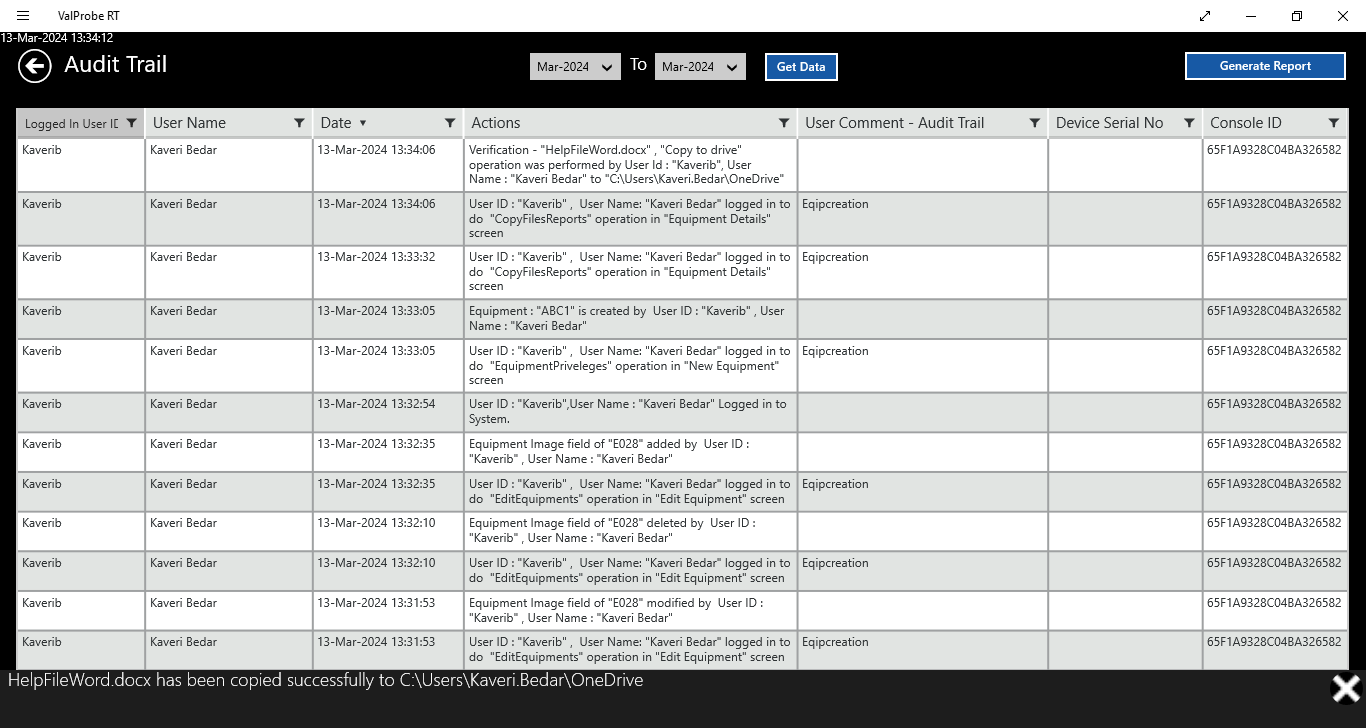 ValProbe RT
13-Mar-2024 13:34:12
Audit Trail
Mar-2024 To Mar-2024 Get Data Generate Report
Logged In User ID User Name Date Actions User Comment - Audit Trail Device Serial No Console ID
Kaverib Kaveri Bedar 13-Mar-2024 13:34:06 Verification - "HelpFileWord.docx" , "Copy to drive" 65F1A9328C04BA326582
operation was performed by User Id : "Kaverib", User
Name : "Kaveri Bedar" to "C:\Users\Kaveri.Bedar\OneDrive"
Kaverib Kaveri Bedar 13-Mar-2024 13:34:06 User ID : "Kaverib" , User Name: "Kaveri Bedar" logged in to Eqipcreation 65F1A9328C04BA326582
do "CopyFilesReports" operation in "Equipment Details"
screen
Kaverib Kaveri Bedar 13-Mar-2024 13:33:32 User ID : "Kaverib" , User Name: "Kaveri Bedar" logged in to Eqipcreation 65F1A9328C04BA326582
do "CopyFilesReports" operation in "Equipment Details"
screen
Kaverib Kaveri Bedar 13-Mar-2024 13:33:05 Equipment : "ABC1" is created by User ID : "Kaverib" , User 65F1A9328C04BA326582
Name : "Kaveri Bedar"
Kaverib Kaveri Bedar 13-Mar-2024 13:33:05 User ID : "Kaverib" , User Name: "Kaveri Bedar" logged in to Eqipcreation 65F1A9328C04BA326582
do "EquipmentPriveleges" operation in "New Equipment"
screen
Kaverib Kaveri Bedar 13-Mar-2024 13:32:54 User ID : "Kaverib",User Name : "Kaveri Bedar" Logged in to 65F1A9328C04BA326582
System.
Kaverib Kaveri Bedar 13-Mar-2024 13:32:35 Equipment Image field of "E028" added by User ID : 65F1A9328C04BA326582
"Kaverib" , User Name : "Kaveri Bedar"
Kaverib Kaveri Bedar 13-Mar-2024 13:32:35 User ID : "Kaverib" , User Name: "Kaveri Bedar" logged in to Eqipcreation 65F1A9328C04BA326582
do "EditEquipments" operation in "Edit Equipment" screen
Kaverib Kaveri Bedar 13-Mar-2024 13:32:10 Equipment Image field of "E028" deleted by User ID : 65F1A9328C04BA326582
"Kaverib" , User Name : "Kaveri Bedar"
Kaverib Kaveri Bedar 13-Mar-2024 13:32:10 User ID : "Kaverib" , User Name: "Kaveri Bedar" logged in to Eqipcreation 65F1A9328C04BA326582
do "EditEquipments" operation in "Edit Equipment" screen
Kaverib Kaveri Bedar 13-Mar-2024 13:31:53 Equipment Image field of "E028" modified by User ID : 65F1A9328C04BA326582
"Kaverib" , User Name : "Kaveri Bedar"
Kaverib Kaveri Bedar 13-Mar-2024 13:31:53 User ID : "Kaverib" , User Name: "Kaveri Bedar" logged in to Eqipcreation 65F1A9328C04BA326582
do "EditEquipments" operation in "Edit Equipment" screen
HelpFileWord.docx has been copied successfully to C:\Users\Kaveri.Bedar\OneDrive